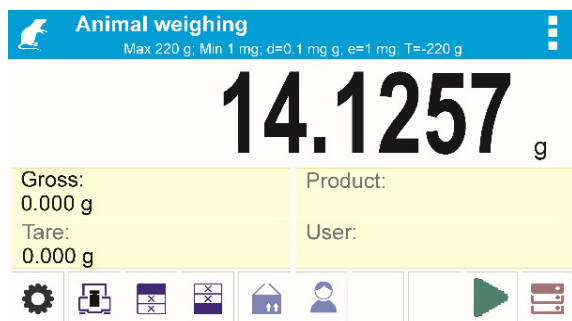 Animal weighing
Max 220 g; Min 1 mg; d=0.1 mg g; e=1 mg; T=-220 g
14.1257 g
Gross:
0.000 g
Product:
Tare:
0.000 g
User: